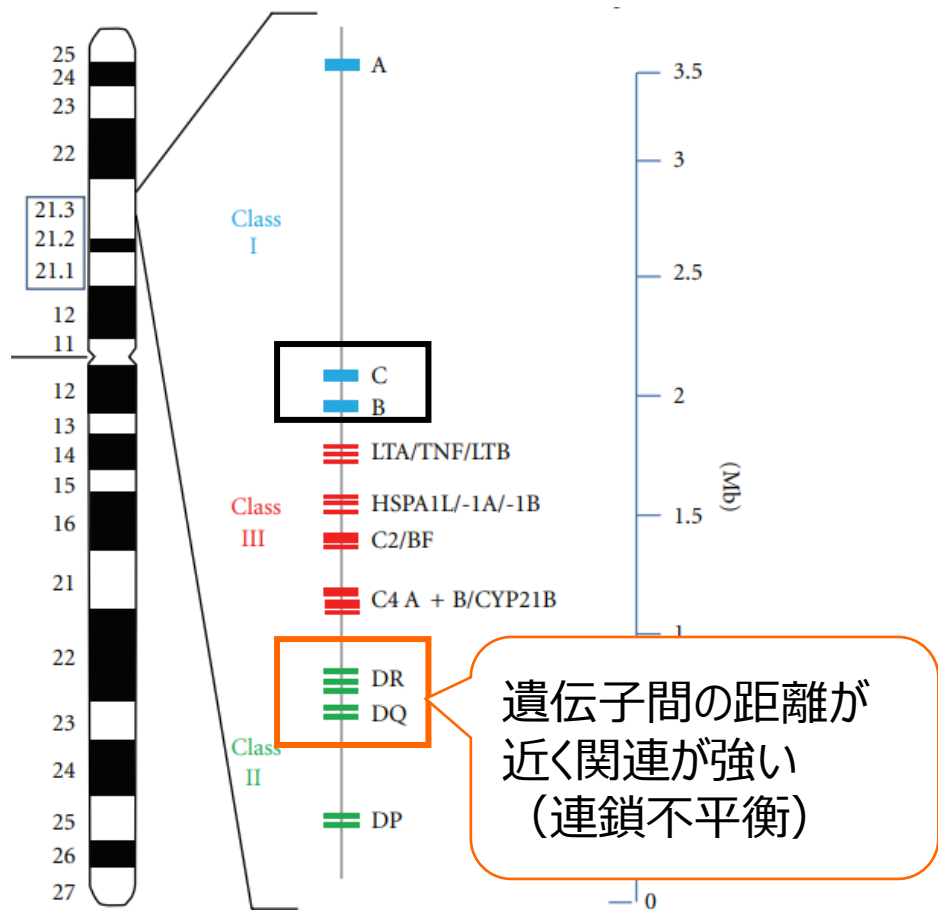 25
24
23
22
21.3
21.2
21.1
12
11
12
13
14
15
16
21
22
23
24
25
26
27
Class
I
Class
III
Class
II
A
C
B
LTA/TNF/LTB
HSPA1L/-1A/-1B
C2/BF
C4 A + B/CYP21B
DR
DQ
DP
3.5
3
2.5
2
1.5
1
0
(Mb)
遺伝子間の距離が
近く関連が強い
（連鎖不平衡）